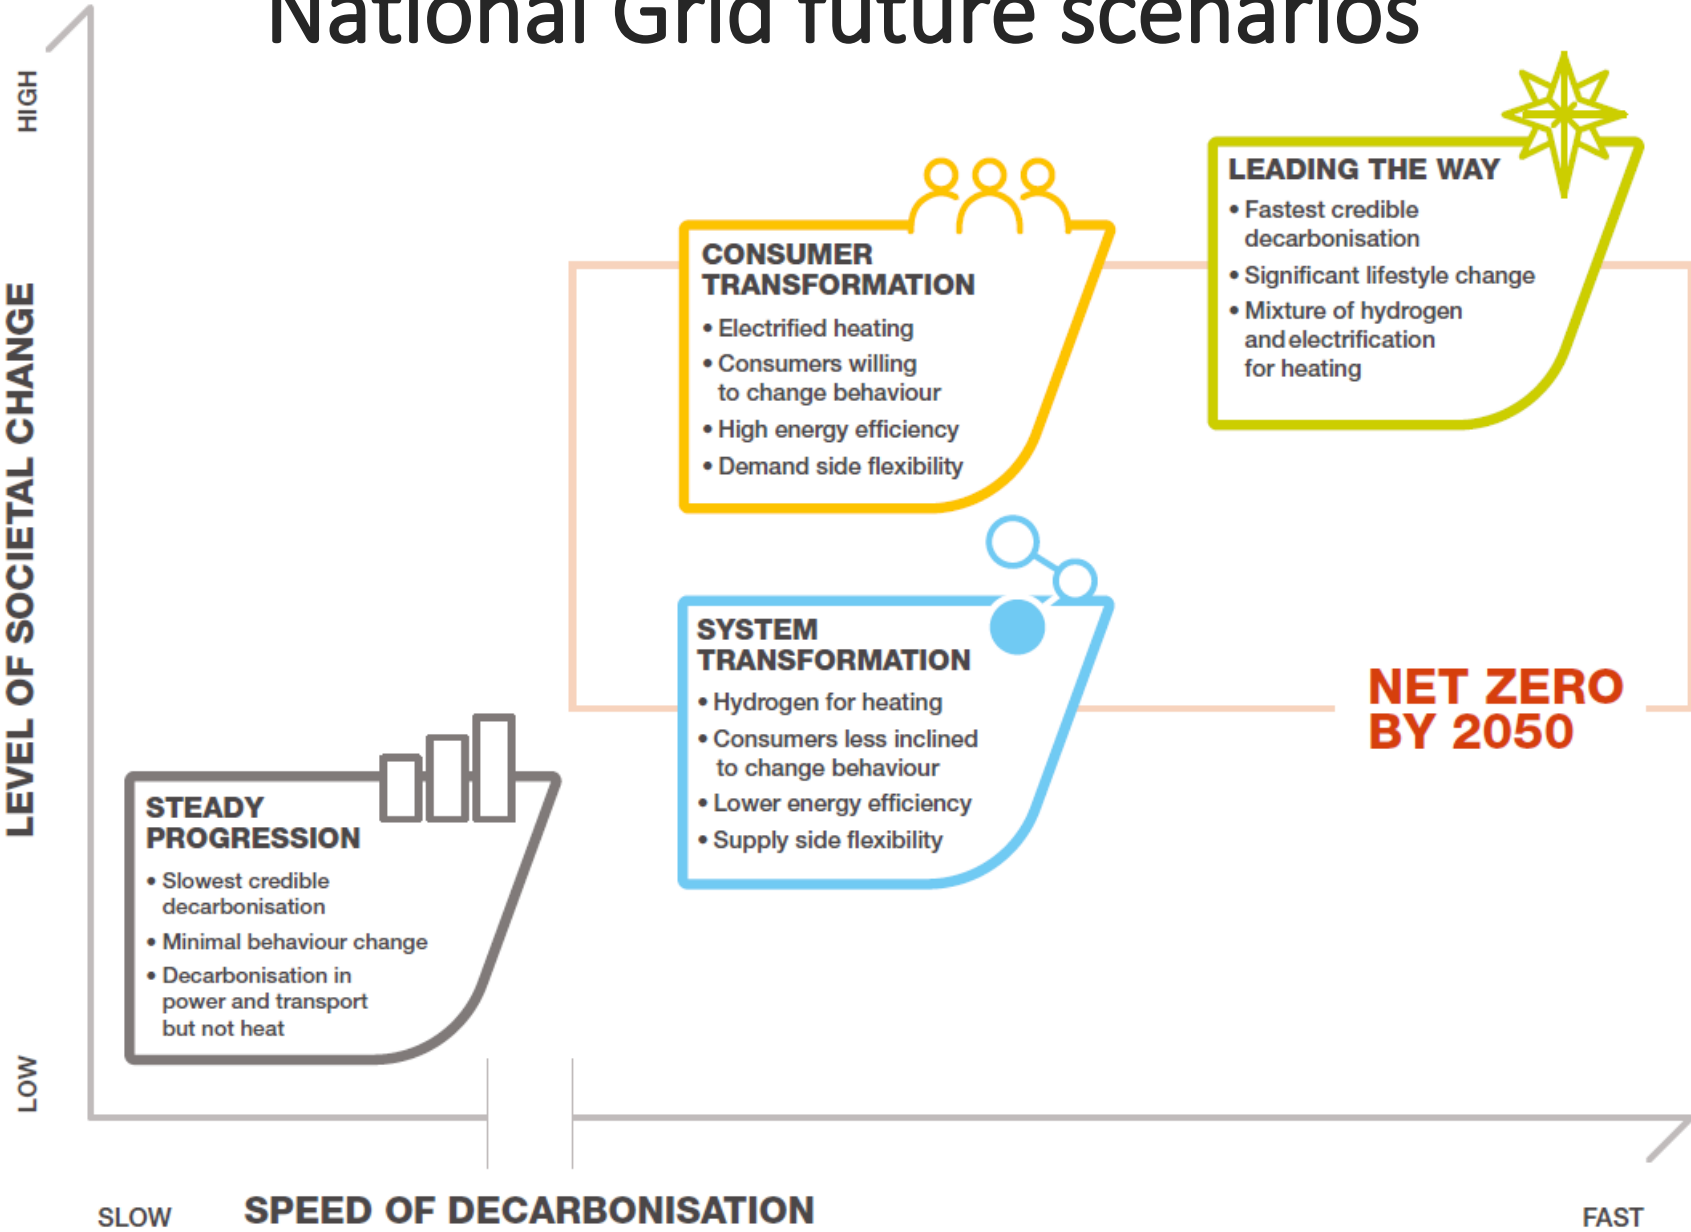 National Grid future scenarios
HIGH
LEVEL OF SOCIETAL CHANGE
LOW
LEADING THE WAY
• Fastest credible
decarbonisation
• Significant lifestyle change
• Mixture of hydrogen
and electrification
for heating
CONSUMER
TRANSFORMATION
• Electrified heating
• Consumers willing
to change behaviour
• High energy efficiency
• Demand side flexibility
SYSTEM
TRANSFORMATION
• Hydrogen for heating
• Consumers less inclined
to change behaviour
• Lower energy efficiency
• Supply side flexibility
NET ZERO
BY 2050
STEADY
PROGRESSION
• Slowest credible
decarbonisation
• Minimal behaviour change
• Decarbonisation in
power and transport
but not heat
SLOW
SPEED OF DECARBONISATION
FAST